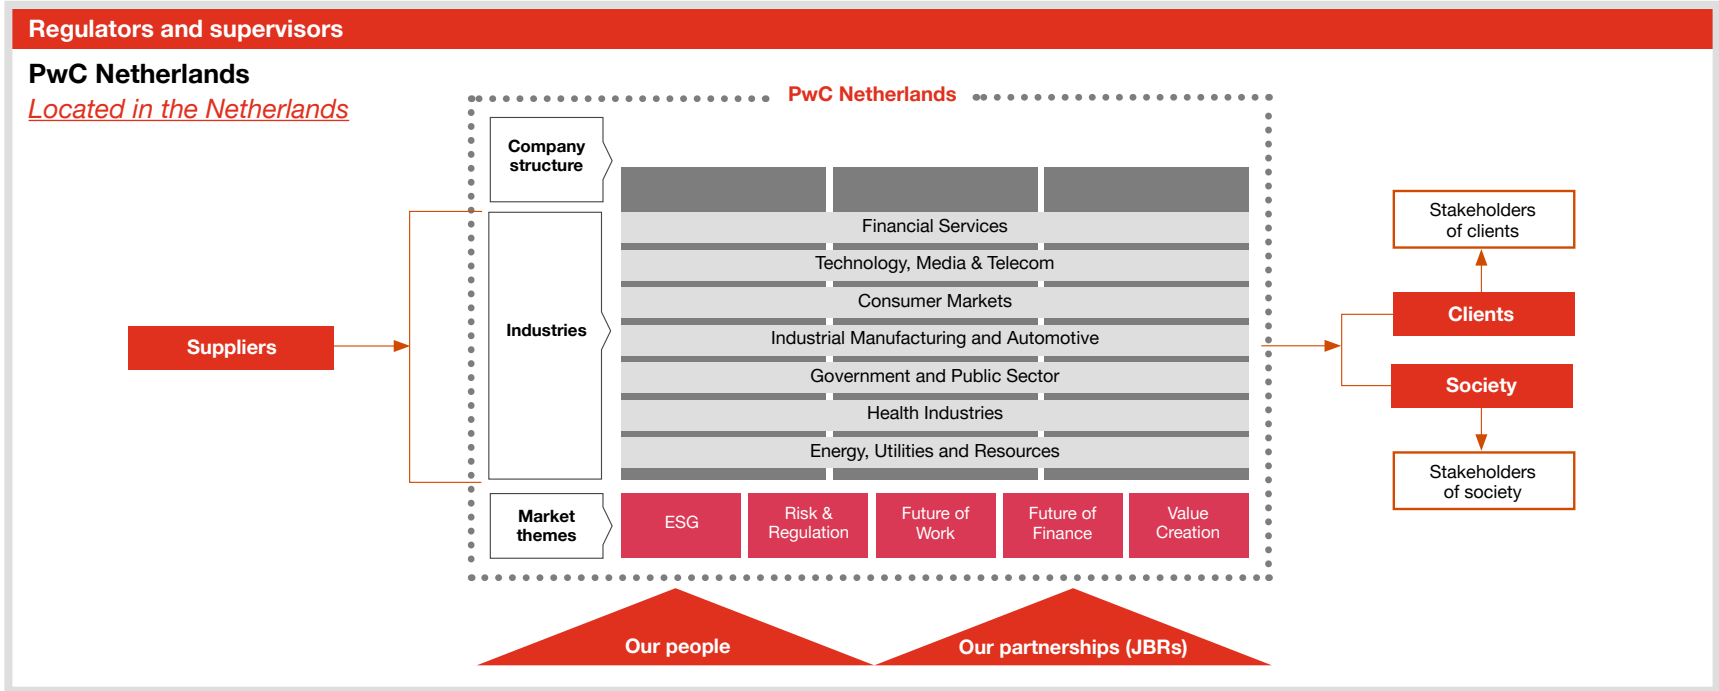 Regulators and supervisors
PwC Netherlands
Located in the Netherlands
PwC Netherlands
Company
structure
Industries
Financial Services
Technology, Media & Telecom
Consumer Markets
Industrial Manufacturing and Automotive
Government and Public Sector
Health Industries
Energy, Utilities and Resources
Market
themes
ESG
Risk &
Regulation
Future of
Work
Future of
Finance
Value
Creation
Suppliers
Stakeholders
of clients
Clients
Society
Stakeholders
of society
Our people
Our partnerships (JBRs)